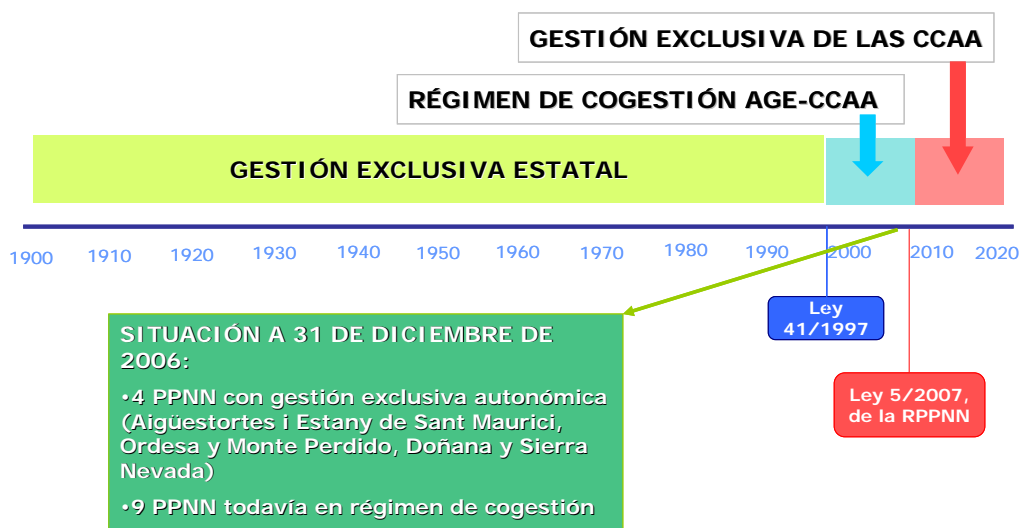 GESTIÓN EXCLUSIVA DE LAS CCAA
RÉGIMEN DE COGESTIÓN AGE-CCAA
GESTIÓN EXCLUSIVA ESTATAL
1900 1910 1920 1930 1940 1950 1960 1970 1980 1990 2000 2010 2020
Ley
41/1997
Ley 5/2007,
de la RPPNN
SITUACIÓN A 31 DE DICIEMBRE DE
2006:
•4 PPNN con gestión exclusiva autonómica
(Aigüestortes i Estany de Sant Maurici,
Ordesa y Monte Perdido, Doñana y Sierra
Nevada)
•9 PPNN todavía en régimen de cogestión